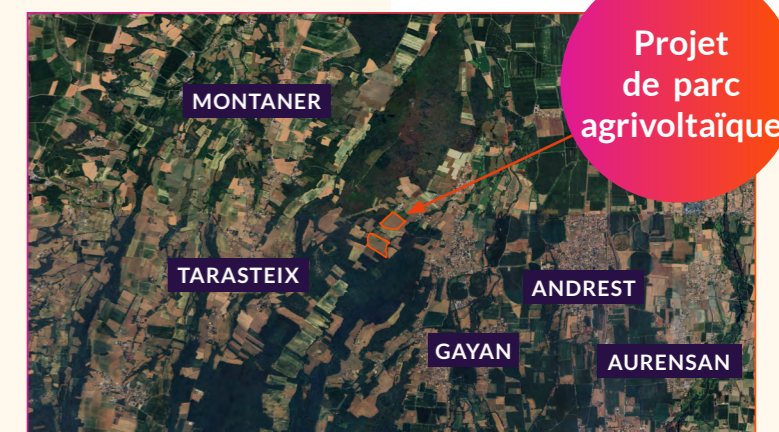 Projet
de parc
agrivoltaïque
MONTANER
TARASTEIX
ANDREST
GAYAN
AURENSAN